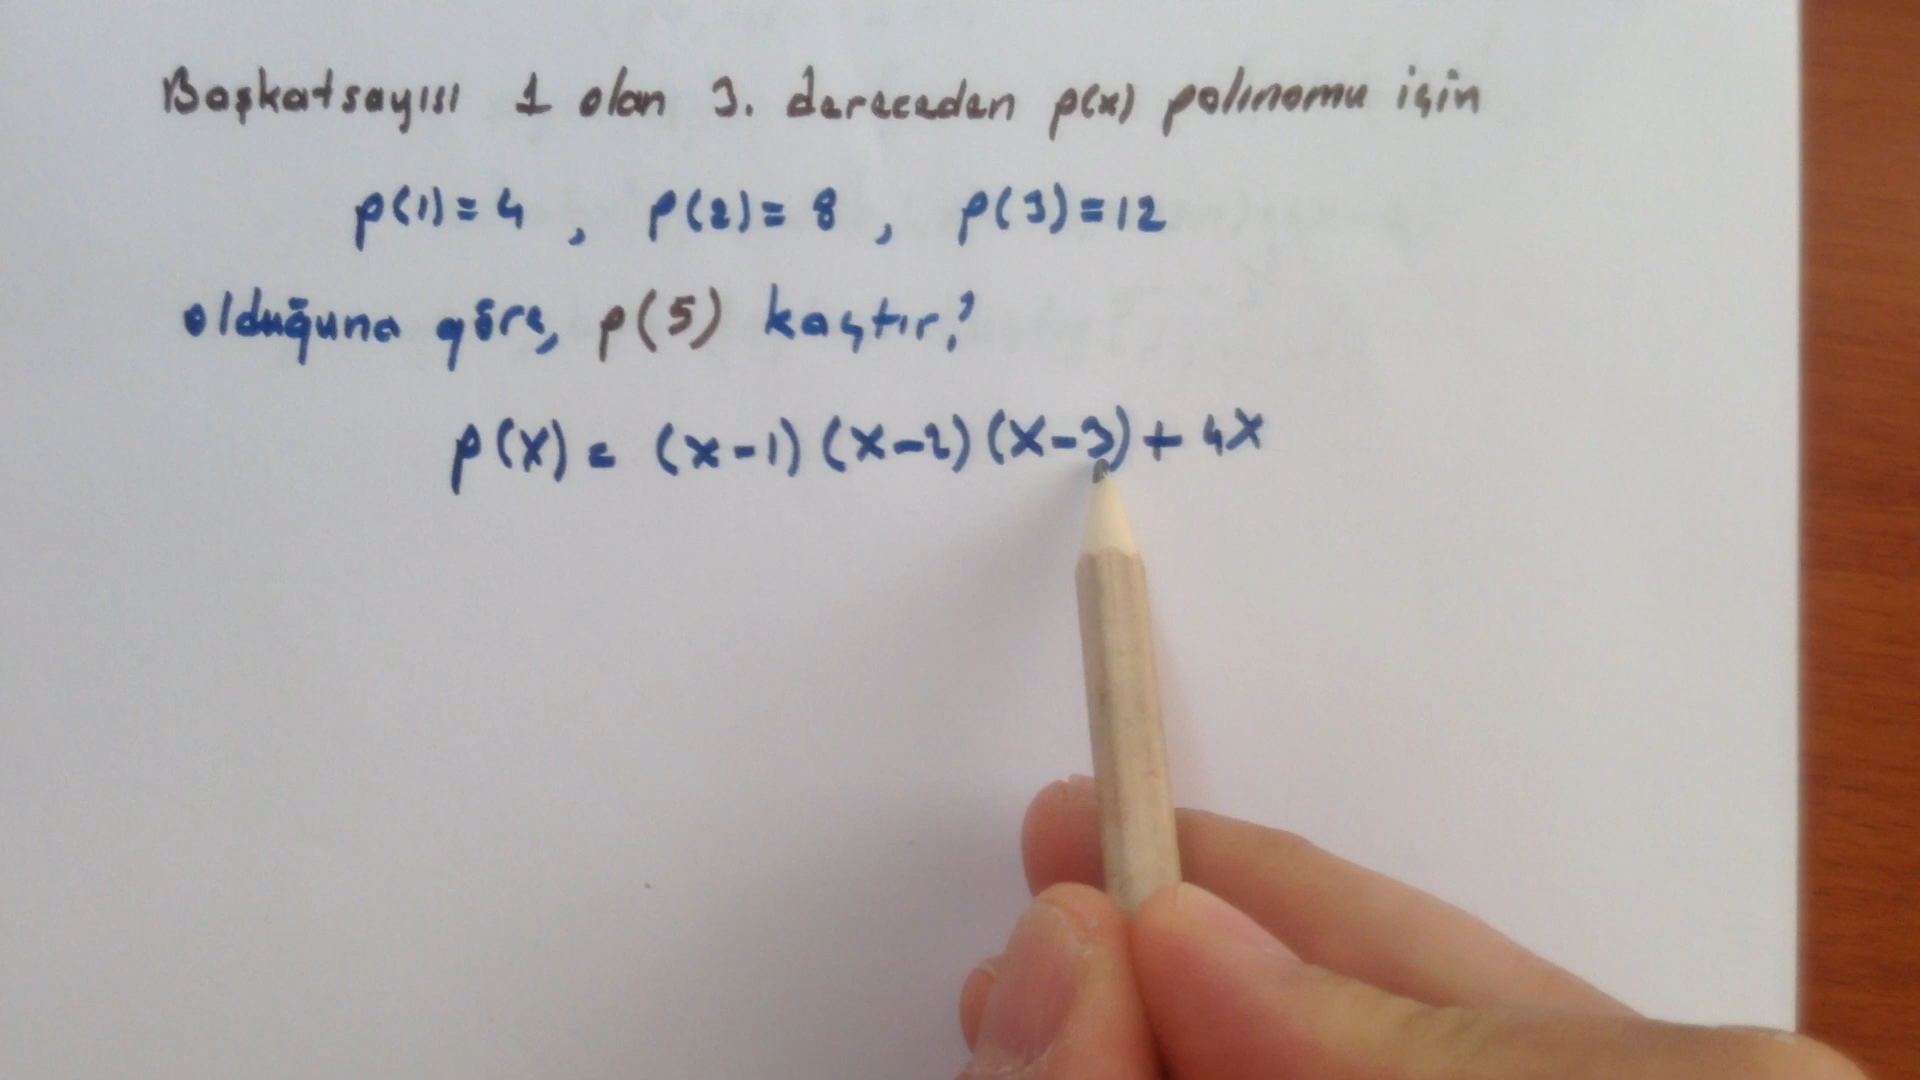 Başkatsayısı 1 olan 3. dereceden p(x) polinomu için
p(1)=4 , p(2)=8 , p(3)=12
olduğuna göre, p(5) kaçtır?
p(x) = (x-1)(x-2)(x-3)+4x